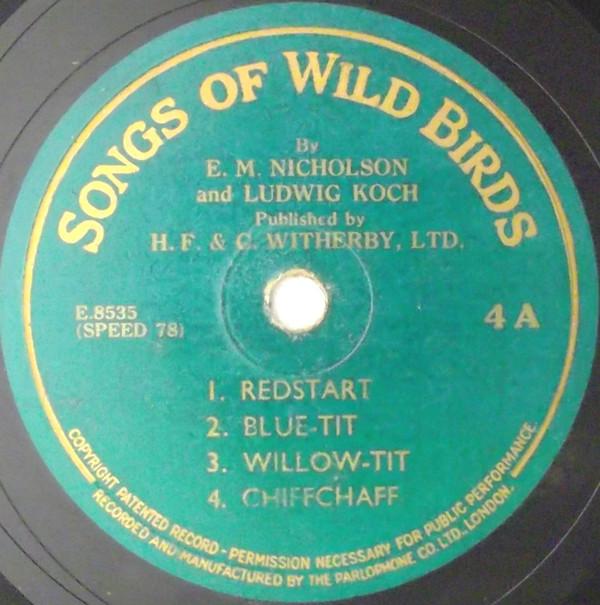 SONGS OF WILD BIRDS
By
E. M. NICHOLSON
and LUDWIG KOCH
Published by
H. F. & C. WITHERBY, LTD.
E.8535
(SPEED 78)
4 A
1. REDSTART
2. BLUE-TIT
3. WILLOW-TIT
4. CHIFFCHAFF
COPYRIGHT PATENTED RECORD - PERMISSION NECESSARY FOR PUBLIC PERFORMANCE.
RECORDED AND MANUFACTURED BY THE PARLOPHONE CO. LTD., LONDON.